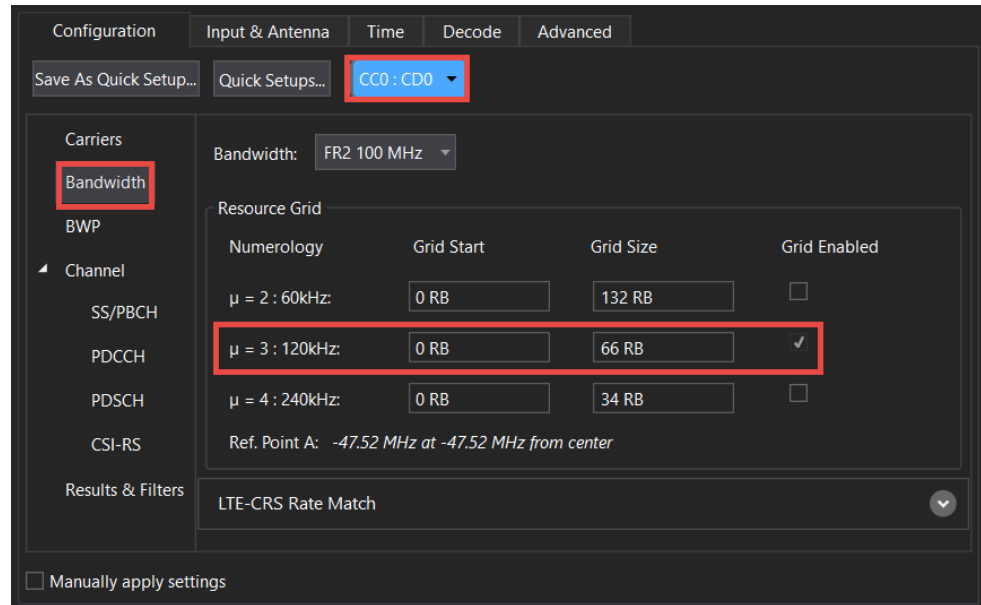 Configuration Input & Antenna Time Decode Advanced
Save As Quick Setup... Quick Setups... CC0 : CD0
Carriers
Bandwidth
BWP
Channel
SS/PBCH
PDCCH
PDSCH
CSI-RS
Results & Filters
Bandwidth: FR2 100 MHz
Resource Grid
Numerology Grid Start Grid Size Grid Enabled
μ = 2 : 60kHz: 0 RB 132 RB
μ = 3 : 120kHz: 0 RB 66 RB
μ = 4 : 240kHz: 0 RB 34 RB
Ref. Point A: -47.52 MHz at -47.52 MHz from center
LTE-CRS Rate Match
Manually apply settings